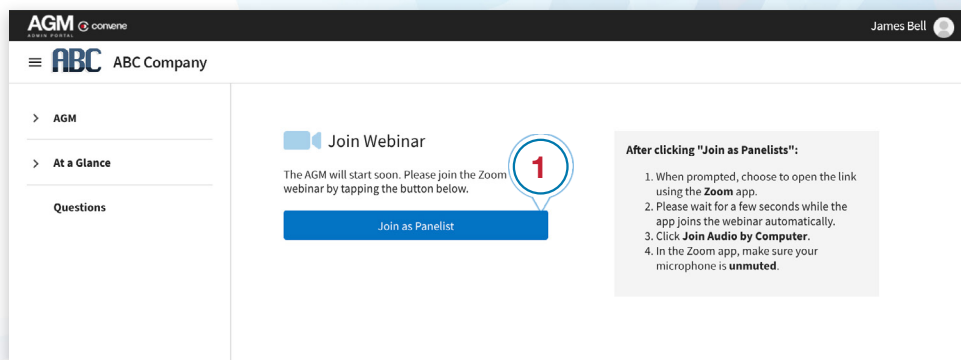 AGM convene
ADMIN PORTAL
James Bell
ABC ABC Company
AGM
At a Glance
Questions
Join Webinar
The AGM will start soon. Please join the Zoom
webinar by tapping the button below.
1
Join as Panelist
After clicking "Join as Panelists":
1. When prompted, choose to open the link
using the Zoom app.
2. Please wait for a few seconds while the
app joins the webinar automatically.
3. Click Join Audio by Computer.
4. In the Zoom app, make sure your
microphone is unmuted.